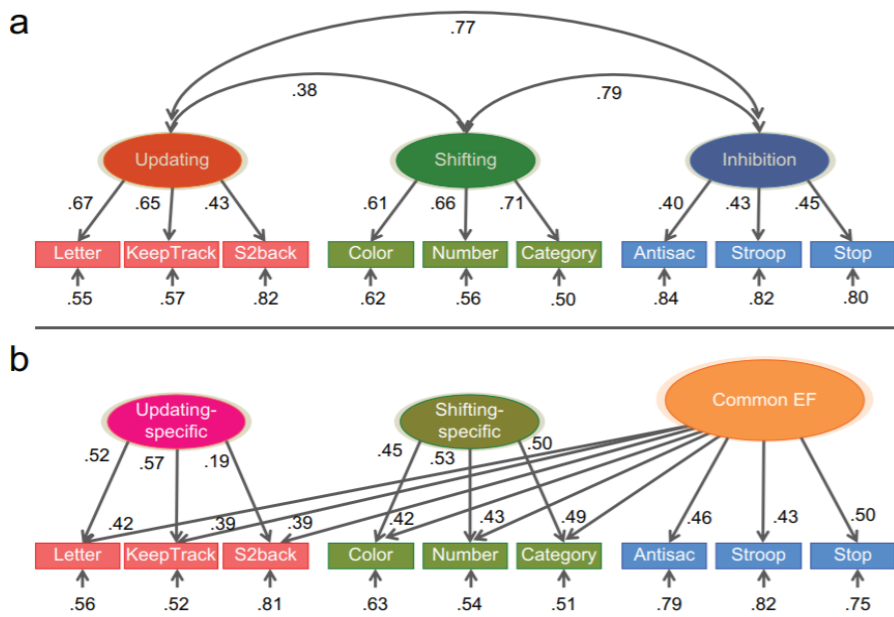 a
.77
.38
.79
Updating
Shifting
Inhibition
.67 .65 .43 .61 .66 .71 .40 .43 .45
Letter KeepTrack S2back Color Number Category Antisac Stroop Stop
.55 .57 .82 .62 .56 .50 .84 .82 .80
b
Updating-
specific
Shifting-
specific
Common EF
.52 .57 .19 .45 .53 .50
.42 .39 .39 .42 .43 .49 .46 .43 .50
Letter KeepTrack S2back Color Number Category Antisac Stroop Stop
.56 .52 .81 .63 .54 .51 .79 .82 .75